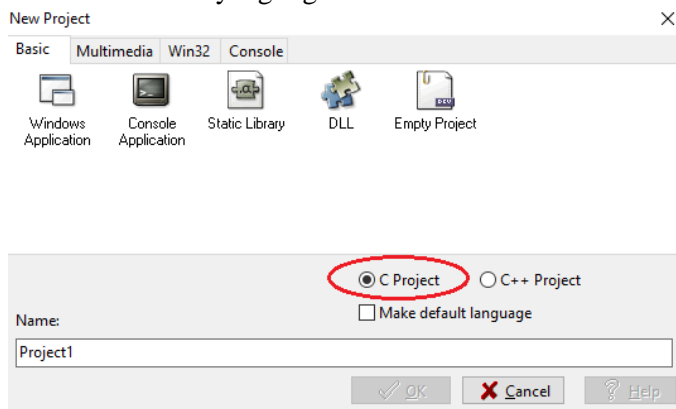 New Project
Basic Multimedia Win32 Console
Windows Application
Console Application
Static Library
DLL
Empty Project
C Project C++ Project
Make default language
Name:
Project1
OK Cancel Help